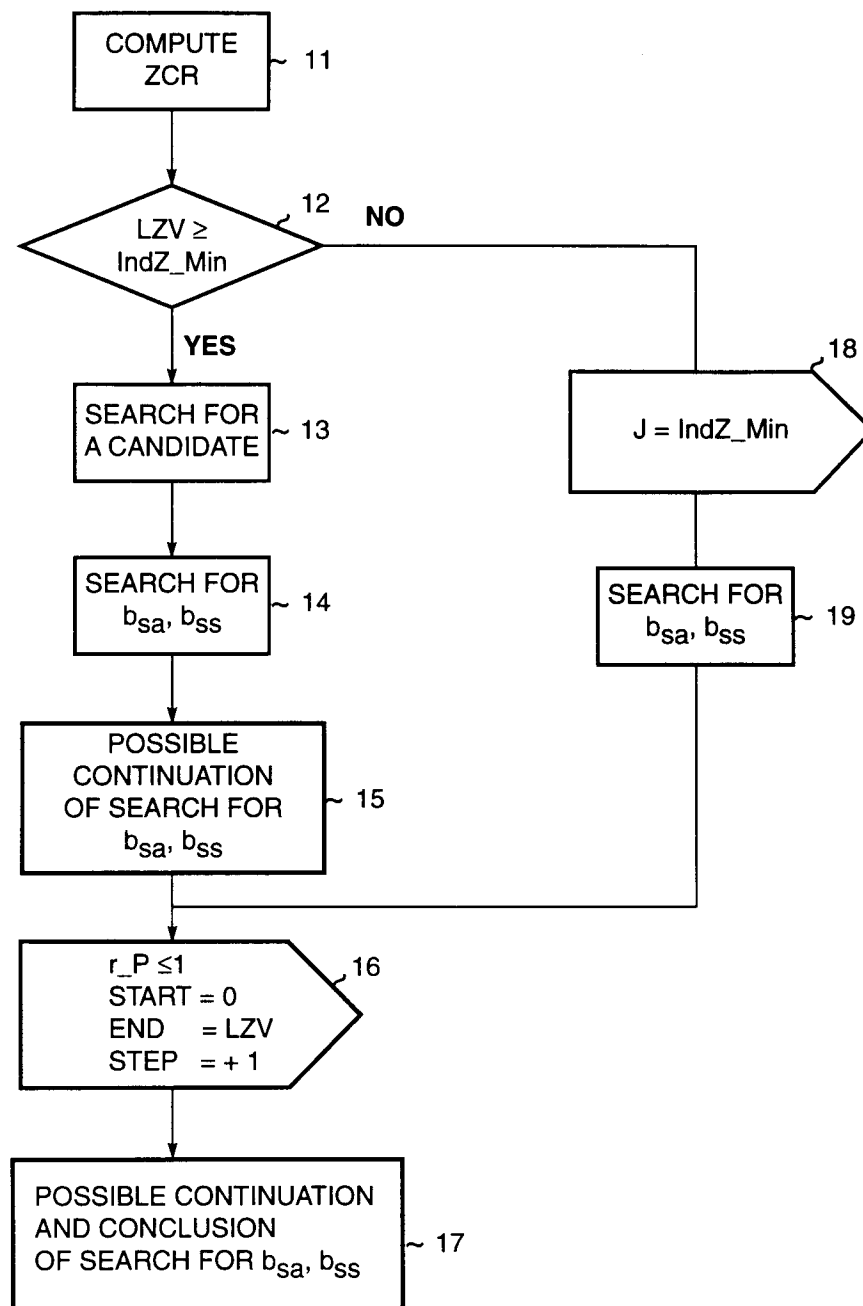 COMPUTE
ZCR
~ 11
12
LZV ≥
IndZ_Min
NO
YES
SEARCH FOR
A CANDIDATE
~ 13
18
J = IndZ_Min
SEARCH FOR
b_sa, b_ss
~ 14
SEARCH FOR
b_sa, b_ss
~ 19
POSSIBLE
CONTINUATION
OF SEARCH FOR
b_sa, b_ss
~ 15
r_P ≤1
START = 0
END = LZV
STEP = + 1
16
POSSIBLE CONTINUATION
AND CONCLUSION
OF SEARCH FOR b_sa, b_ss
~ 17